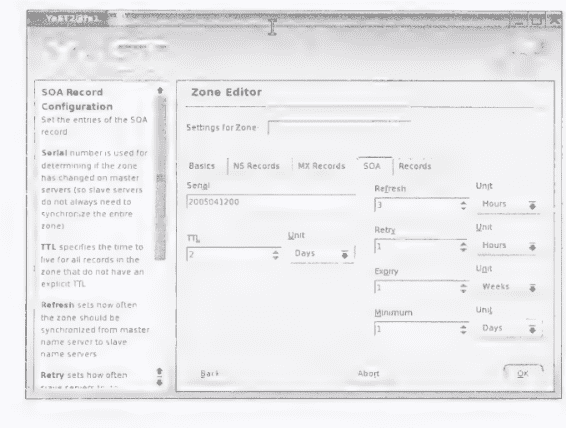 YaST2@fs1
YaST
SOA Record
Configuration
Set the entries of the SOA
record
Serial number is used for
determining if the zone
has changed on master
servers (so slave servers
do not always need to
synchronize the entire
zone)
TTL specifies the time to
live for all records in the
zone that do not have an
explicit TTL
Refresh sets how often
the zone should be
synchronized from master
name server to slave
name servers
Retry sets how often
Zone Editor
Settings for Zone
Basics NS Records MX Records SOA Records
Serial
2005041200
TTL Unit
2 Days
Refresh Unit
3 Hours
Retry Unit
1 Hours
Expiry Unit
1 Weeks
Minimum Unit
1 Days
Back Abort OK